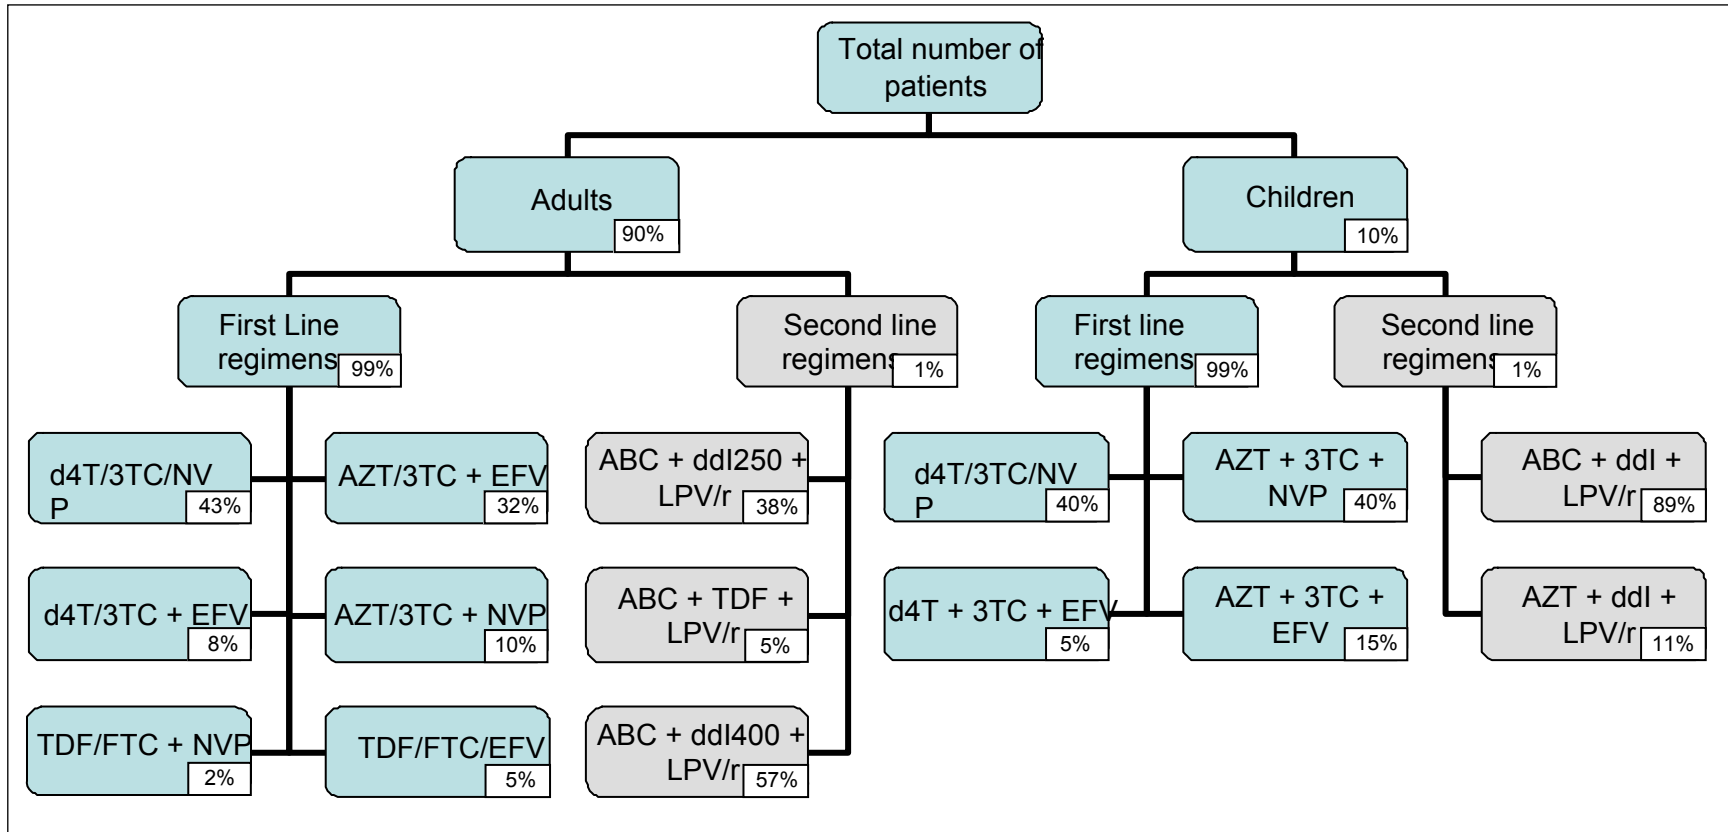 Total number of
patients
Adults
90%
Children
10%
First Line
regimens
99%
Second line
regimens
1%
First line
regimens
99%
Second line
regimens
1%
d4T/3TC/NV
P
43%
AZT/3TC + EFV
32%
ABC + ddI250 +
LPV/r
38%
d4T/3TC/NV
P
40%
AZT + 3TC +
NVP
40%
ABC + ddI +
LPV/r
89%
d4T/3TC + EFV
8%
AZT/3TC + NVP
10%
ABC + TDF +
LPV/r
5%
d4T + 3TC + EFV
5%
AZT + 3TC +
EFV
15%
AZT + ddI +
LPV/r
11%
TDF/FTC + NVP
2%
TDF/FTC/EFV
5%
ABC + ddI400 +
LPV/r
57%